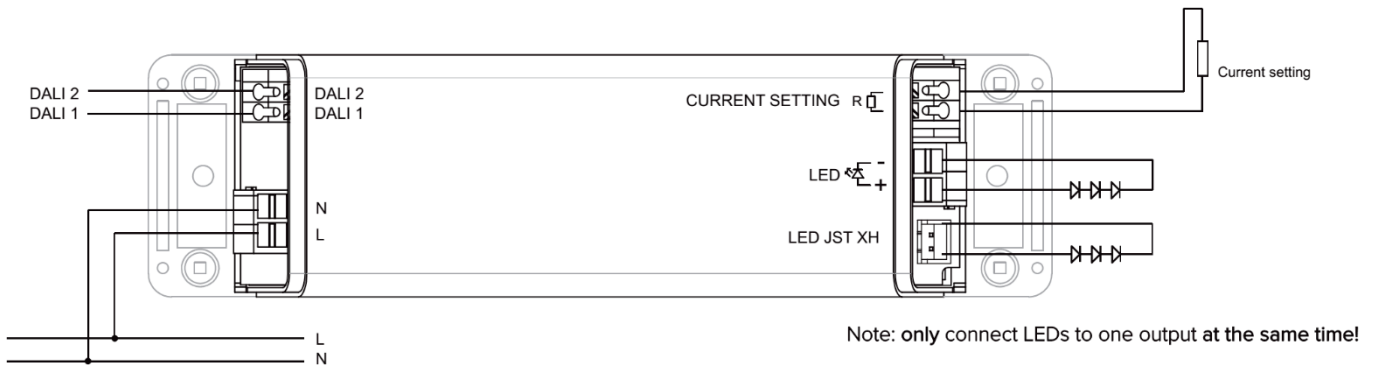 DALI 2
DALI 1
DALI 2
DALI 1
N
L
CURRENT SETTING R
Current setting
LED - +
LED JST XH
L
N
Note: only connect LEDs to one output at the same time!